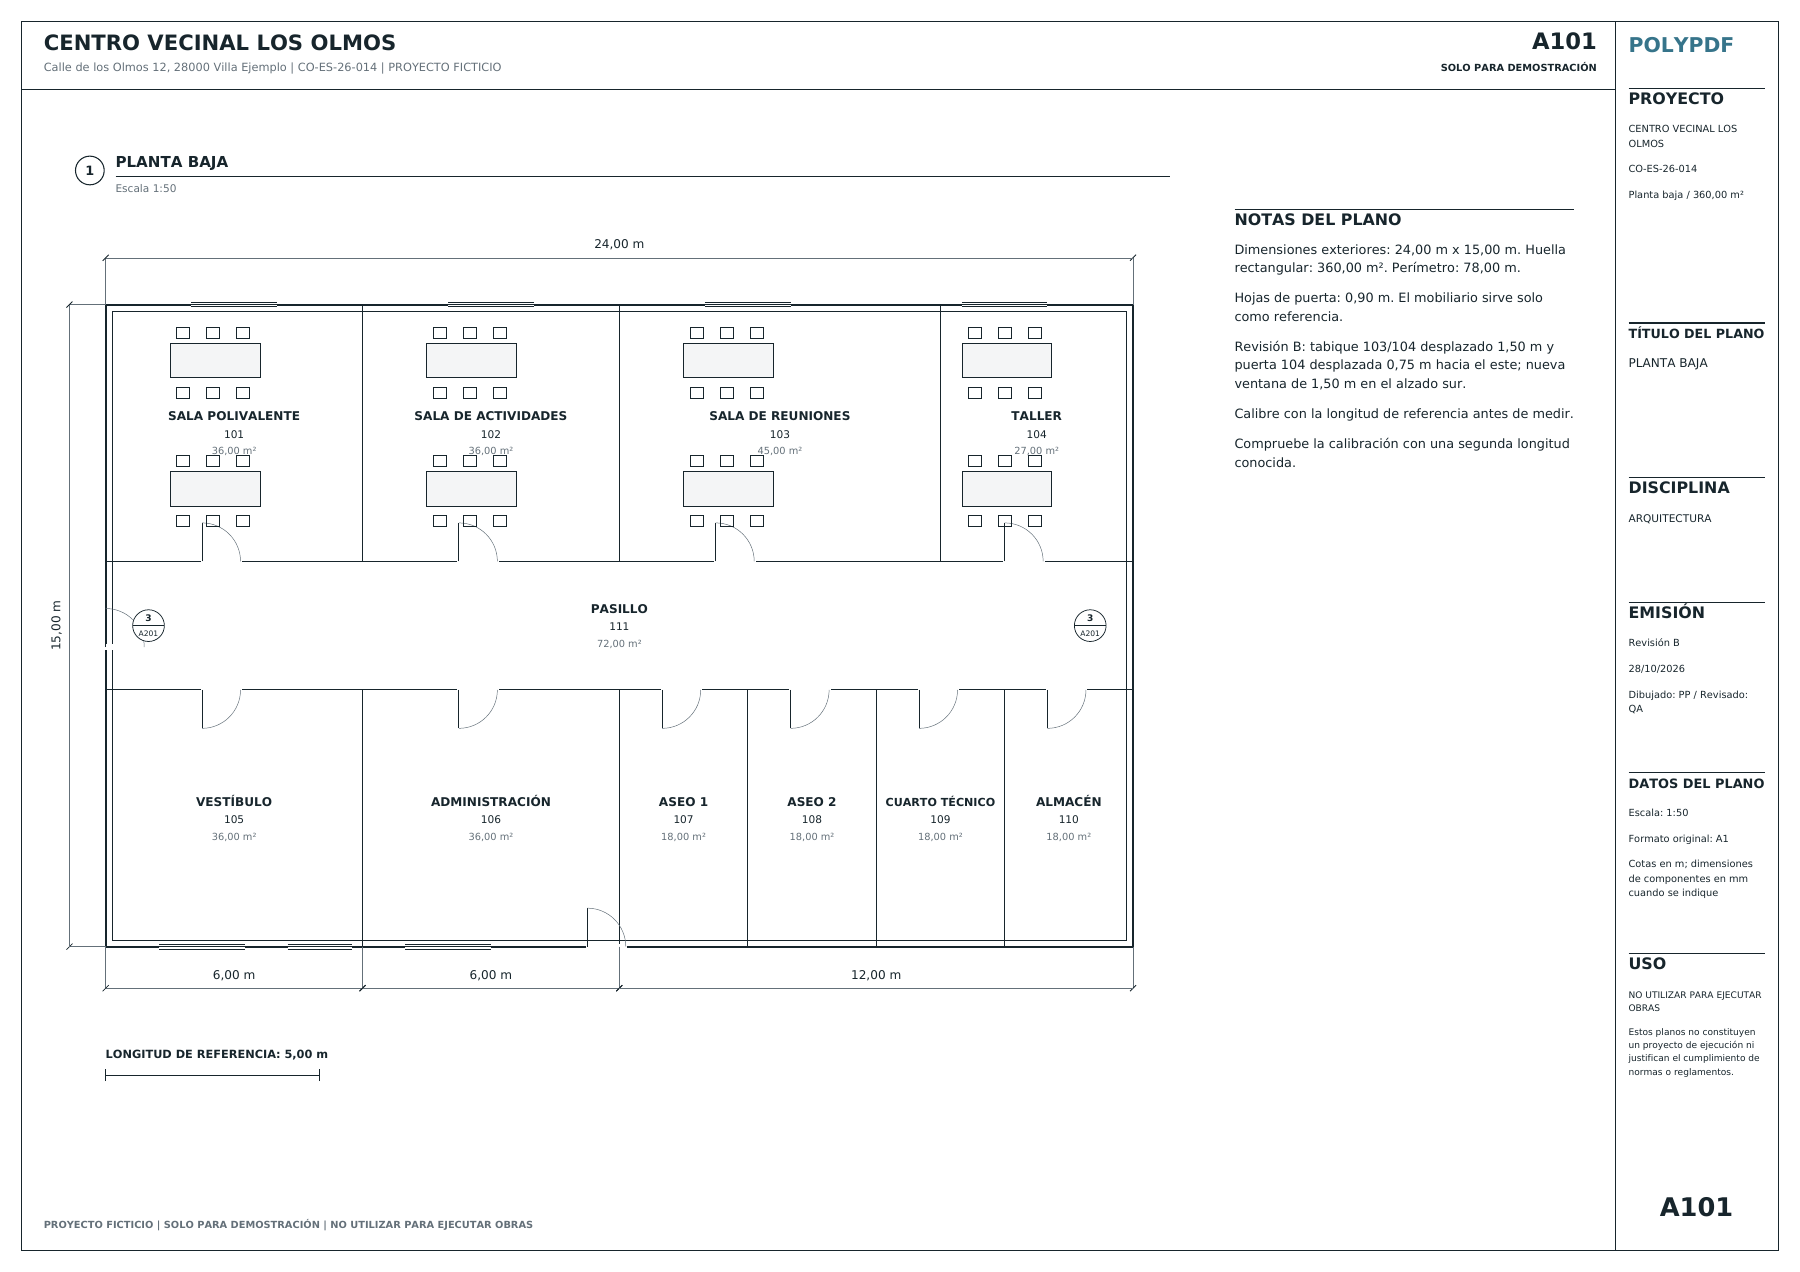 CENTRO VECINAL LOS OLMOS
Calle de los Olmos 12, 28000 Villa Ejemplo | CO-ES-26-014 | PROYECTO FICTICIO
A101
SOLO PARA DEMOSTRACIÓN
1
PLANTA BAJA
Escala 1:50
24,00 m
15,00 m
SALA POLIVALENTE
101
36,00 m²
SALA DE ACTIVIDADES
102
36,00 m²
SALA DE REUNIONES
103
45,00 m²
TALLER
104
27,00 m²
3
A201
PASILLO
111
72,00 m²
3
A201
VESTÍBULO
105
36,00 m²
ADMINISTRACIÓN
106
36,00 m²
ASEO 1
107
18,00 m²
ASEO 2
108
18,00 m²
CUARTO TÉCNICO
109
18,00 m²
ALMACÉN
110
18,00 m²
6,00 m
6,00 m
12,00 m
LONGITUD DE REFERENCIA: 5,00 m
NOTAS DEL PLANO
Dimensiones exteriores: 24,00 m x 15,00 m. Huella
rectangular: 360,00 m². Perímetro: 78,00 m.
Hojas de puerta: 0,90 m. El mobiliario sirve solo
como referencia.
Revisión B: tabique 103/104 desplazado 1,50 m y
puerta 104 desplazada 0,75 m hacia el este; nueva
ventana de 1,50 m en el alzado sur.
Calibre con la longitud de referencia antes de medir.
Compruebe la calibración con una segunda longitud
conocida.
POLYPDF
PROYECTO
CENTRO VECINAL LOS
OLMOS
CO-ES-26-014
Planta baja / 360,00 m²
TÍTULO DEL PLANO
PLANTA BAJA
DISCIPLINA
ARQUITECTURA
EMISIÓN
Revisión B
28/10/2026
Dibujado: PP / Revisado:
QA
DATOS DEL PLANO
Escala: 1:50
Formato original: A1
Cotas en m; dimensiones
de componentes en mm
cuando se indique
USO
NO UTILIZAR PARA EJECUTAR
OBRAS
Estos planos no constituyen
un proyecto de ejecución ni
justifican el cumplimiento de
normas o reglamentos.
A101
PROYECTO FICTICIO | SOLO PARA DEMOSTRACIÓN | NO UTILIZAR PARA EJECUTAR OBRAS